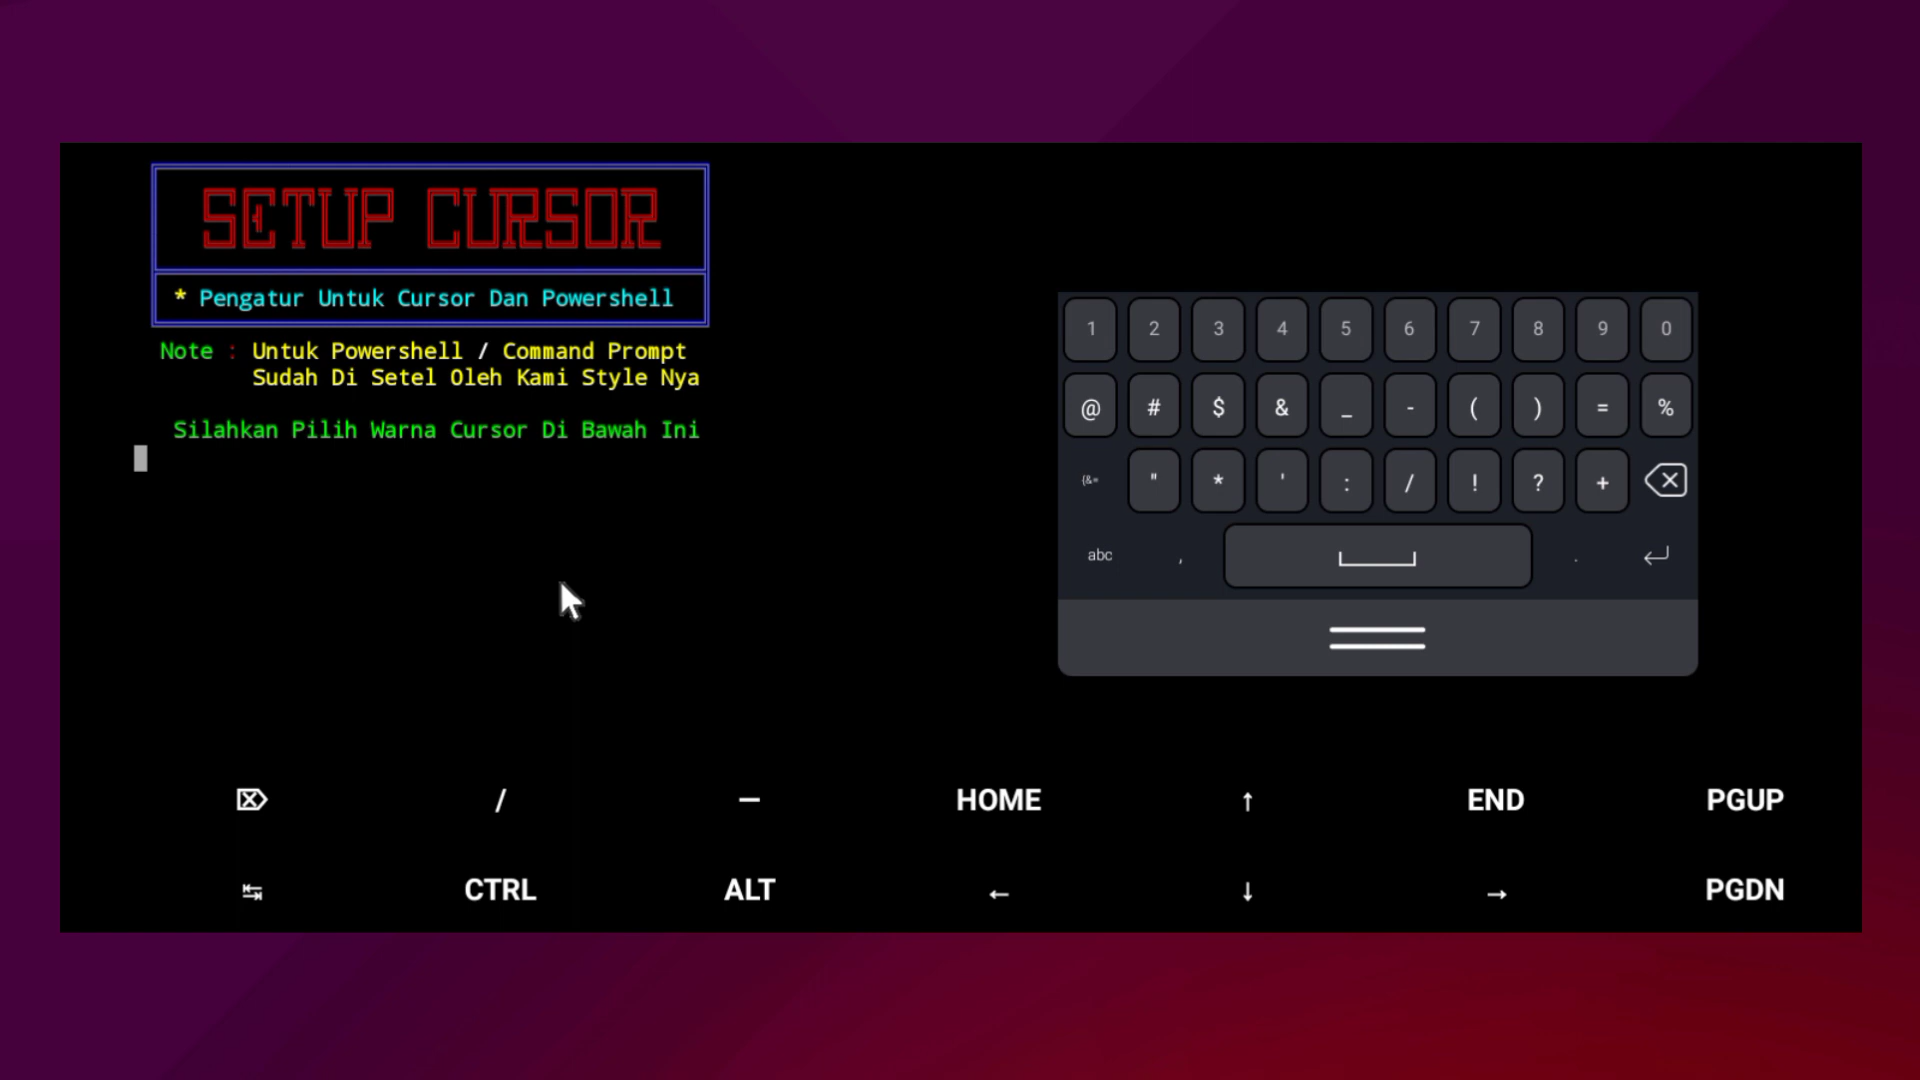 SETUP CURSOR
* Pengatur Untuk Cursor Dan Powershell
Note : Untuk Powershell / Command Prompt
Sudah Di Setel Oleh Kami Style Nya
Silahkan Pilih Warna Cursor Di Bawah Ini
1 2 3 4 5 6 7 8 9 0
@ # $ & _ - ( ) = %
{&= " * ' : / ! ? +
abc , .
/ — HOME ↑ END PGUP
↹ CTRL ALT ← ↓ → PGDN